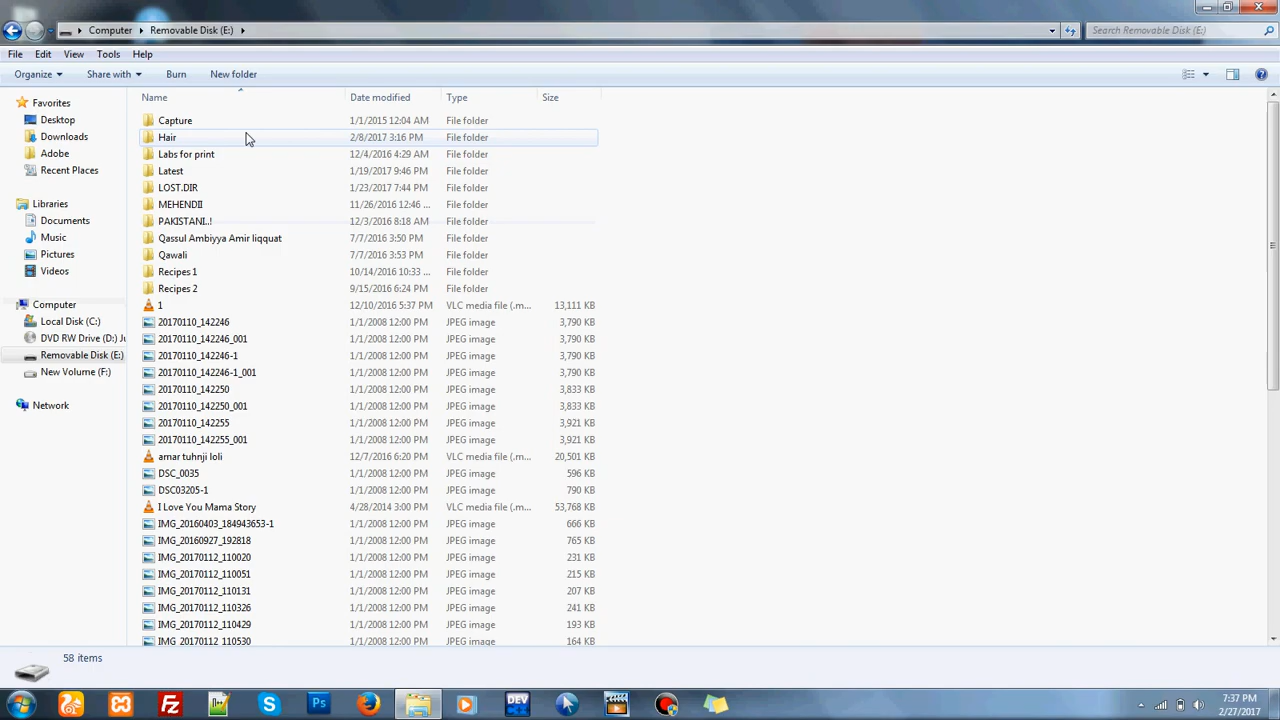 Computer Removable Disk (E:) Search Removable Disk (E:)
File Edit View Tools Help
Organize Share with Burn New folder
Name Date modified Type Size
Favorites
Desktop
Downloads
Adobe
Recent Places
Libraries
Documents
Music
Pictures
Videos
Computer
Local Disk (C:)
DVD RW Drive (D:) Ju
Removable Disk (E:)
New Volume (F:)
Network
Capture 1/1/2015 12:04 AM File folder
Hair 2/8/2017 3:16 PM File folder
Labs for print 12/4/2016 4:29 AM File folder
Latest 1/19/2017 9:46 PM File folder
LOST.DIR 1/23/2017 7:44 PM File folder
MEHENDII 11/26/2016 12:46 ... File folder
PAKISTANI..! 12/3/2016 8:18 AM File folder
Qassul Ambiyya Amir liqquat 7/7/2016 3:50 PM File folder
Qawali 7/7/2016 3:53 PM File folder
Recipes 1 10/14/2016 10:33 ... File folder
Recipes 2 9/15/2016 6:24 PM File folder
1 12/10/2016 5:37 PM VLC media file (.m... 13,111 KB
20170110_142246 1/1/2008 12:00 PM JPEG image 3,790 KB
20170110_142246_001 1/1/2008 12:00 PM JPEG image 3,790 KB
20170110_142246-1 1/1/2008 12:00 PM JPEG image 3,790 KB
20170110_142246-1_001 1/1/2008 12:00 PM JPEG image 3,790 KB
20170110_142250 1/1/2008 12:00 PM JPEG image 3,833 KB
20170110_142250_001 1/1/2008 12:00 PM JPEG image 3,833 KB
20170110_142255 1/1/2008 12:00 PM JPEG image 3,921 KB
20170110_142255_001 1/1/2008 12:00 PM JPEG image 3,921 KB
amar tuhnji loli 12/7/2016 6:20 PM VLC media file (.m... 20,501 KB
DSC_0035 1/1/2008 12:00 PM JPEG image 596 KB
DSC03205-1 1/1/2008 12:00 PM JPEG image 790 KB
I Love You Mama Story 4/28/2014 3:00 PM VLC media file (.m... 53,768 KB
IMG_20160403_184943653-1 1/1/2008 12:00 PM JPEG image 666 KB
IMG_20160927_192818 1/1/2008 12:00 PM JPEG image 765 KB
IMG_20170112_110020 1/1/2008 12:00 PM JPEG image 231 KB
IMG_20170112_110051 1/1/2008 12:00 PM JPEG image 215 KB
IMG_20170112_110131 1/1/2008 12:00 PM JPEG image 207 KB
IMG_20170112_110326 1/1/2008 12:00 PM JPEG image 241 KB
IMG_20170112_110429 1/1/2008 12:00 PM JPEG image 193 KB
IMG_20170112_110530 1/1/2008 12:00 PM JPEG image 164 KB
58 items
Fz
S
Ps
DEV
7:37 PM
2/27/2017